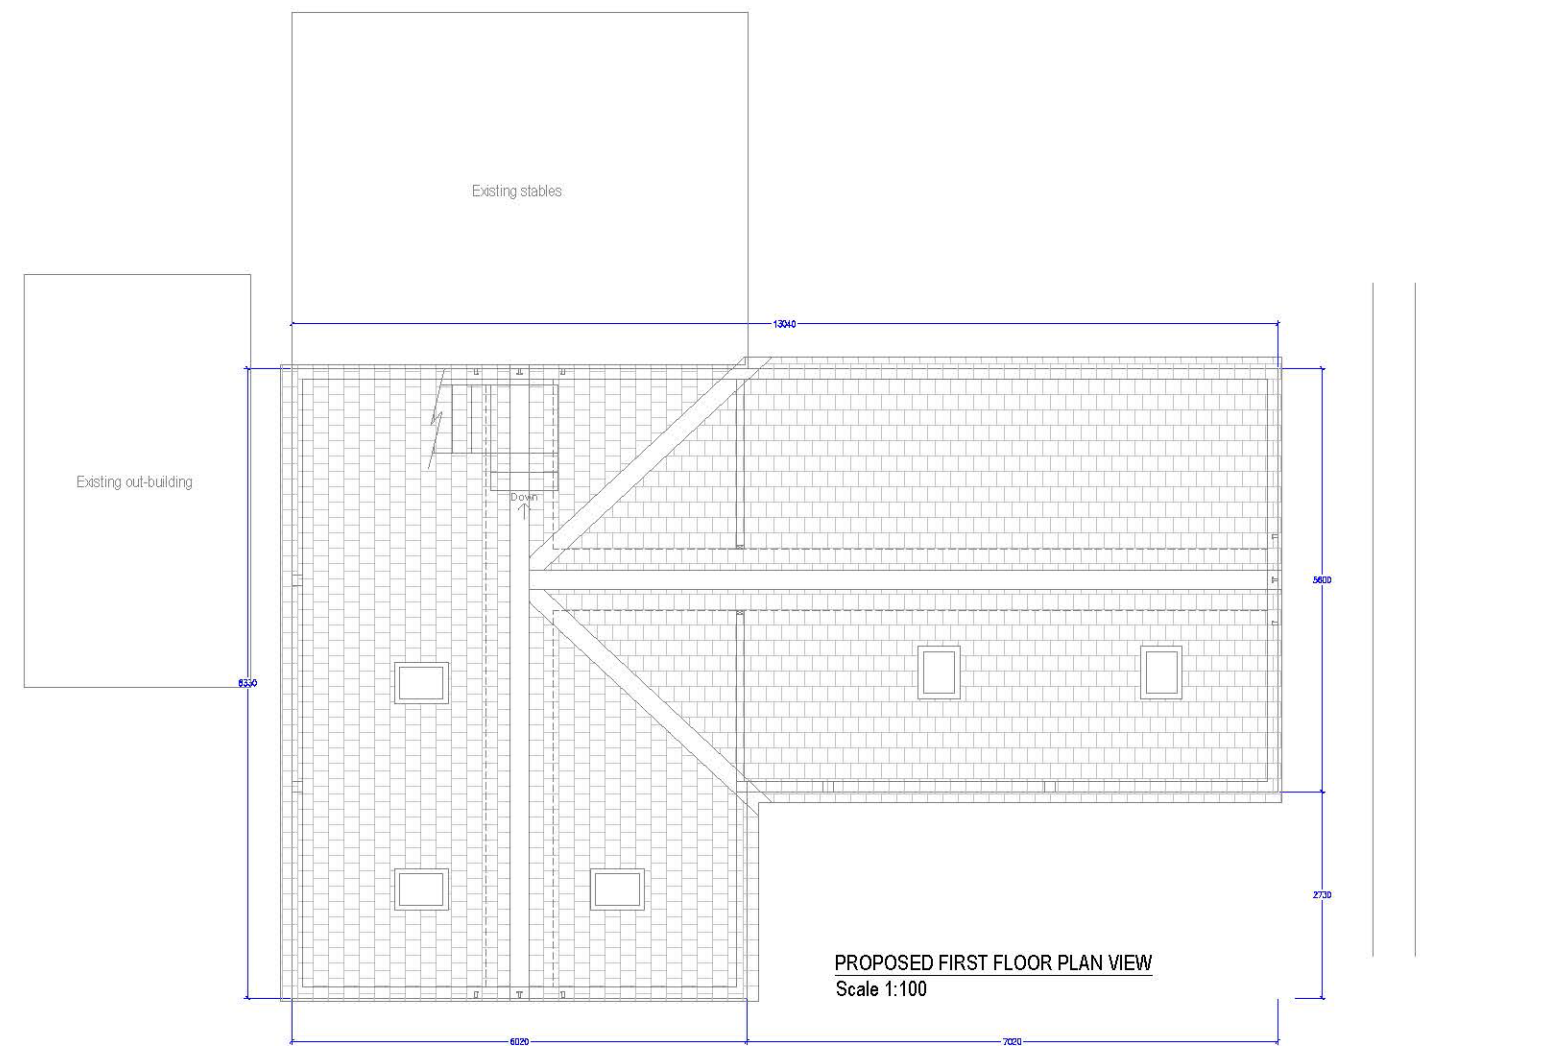 Existing stables
13040
Existing out-building
Down
5600
8330
2730
PROPOSED FIRST FLOOR PLAN VIEW
Scale 1:100
6020
7020